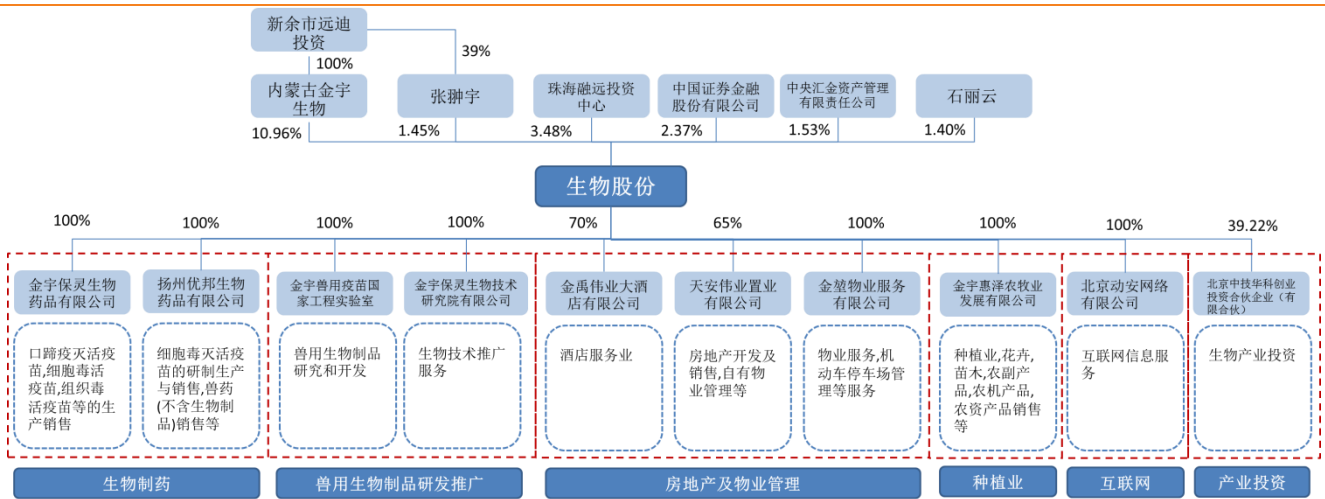 新余市远迪
投资
39%
100%
内蒙古金宇
生物
张翀宇
珠海融远投资
中心
中国证券金融
股份有限公司
中央汇金资产管理
有限责任公司
石丽云
10.96%
1.45%
3.48%
2.37%
1.53%
1.40%
生物股份
100%
100%
100%
100%
70%
65%
100%
100%
100%
39.22%
金宇保灵生物
药品有限公司
扬州优邦生物
药品有限公司
金宇兽用疫苗国
家工程实验室
金宇保灵生物技术
研究院有限公司
金禹伟业大酒
店有限公司
天安伟业置业
有限公司
金堃物业服务
有限公司
金宇惠泽农牧业
发展有限公司
北京动安网络
有限公司
北京中技华科创业
投资合伙企业（有
限合伙）
口蹄疫灭活疫
苗,细胞毒活
疫苗,组织毒
活疫苗等的生
产销售
细胞毒灭活疫
苗的研制生产
与销售,兽药
(不含生物制
品)销售等
兽用生物制品
研究和开发
生物技术推广
服务
酒店服务业
房地产开发及
销售,自有物
业管理等
物业服务,机
动车停车场管
理等服务
种植业,花卉,
苗木,农副产
品,农机产品,
农资产品销售
等
互联网信息服
务
生物产业投资
生物制药
兽用生物制品研发推广
房地产及物业管理
种植业
互联网
产业投资